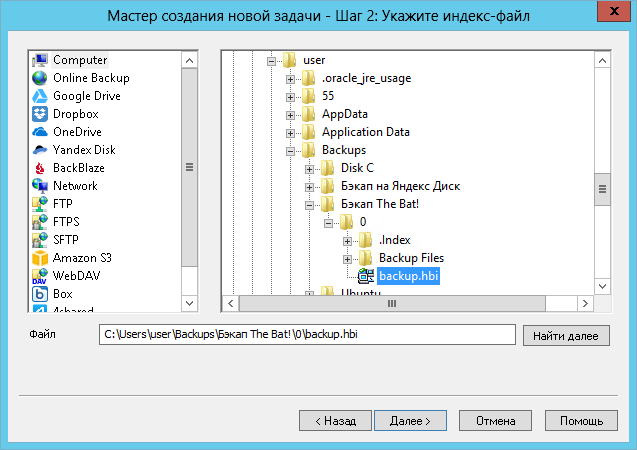 Мастер создания новой задачи - Шаг 2: Укажите индекс-файл
x
Computer
Online Backup
Google Drive
Dropbox
OneDrive
Yandex Disk
BackBlaze
Network
FTP
FTPS
SFTP
Amazon S3
WebDAV
Box
4shared
user
.oracle_jre_usage
55
AppData
Application Data
Backups
Disk C
Бэкап на Яндекс Диск
Бэкап The Bat!
0
.Index
Backup Files
backup.hbi
Ubuntu
Файл
C:\Users\user\Backups\Бэкап The Bat!\0\backup.hbi
Найти далее
< Назад
Далее >
Отмена
Помощь